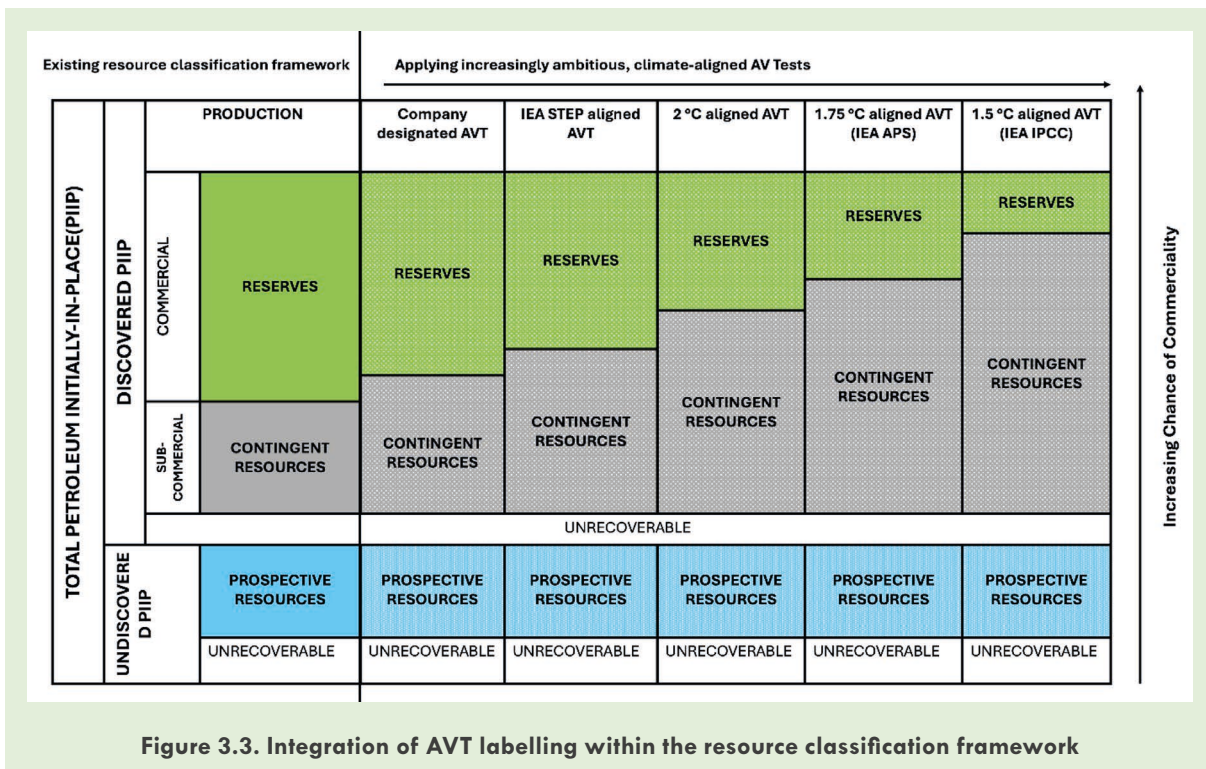 Existing resource classification framework
Applying increasingly ambitious, climate-aligned AV Tests
TOTAL PETROLEUM INITIALLY-IN-PLACE(PIIP)
DISCOVERED PIIP
UNDISCOVERE
D PIIP
COMMERCIAL
SUB-
COMMERCIAL
PRODUCTION
Company
designated AVT
IEA STEP aligned
AVT
2 °C aligned AVT
1.75 °C aligned AVT
(IEA APS)
1.5 °C aligned AVT
(IEA IPCC)
RESERVES
RESERVES
RESERVES
RESERVES
RESERVES
RESERVES
CONTINGENT
RESOURCES
CONTINGENT
RESOURCES
CONTINGENT
RESOURCES
CONTINGENT
RESOURCES
CONTINGENT
RESOURCES
CONTINGENT
RESOURCES
UNRECOVERABLE
PROSPECTIVE
RESOURCES
PROSPECTIVE
RESOURCES
PROSPECTIVE
RESOURCES
PROSPECTIVE
RESOURCES
PROSPECTIVE
RESOURCES
PROSPECTIVE
RESOURCES
UNRECOVERABLE
UNRECOVERABLE
UNRECOVERABLE
UNRECOVERABLE
UNRECOVERABLE
UNRECOVERABLE
Increasing Chance of Commerciality
Figure 3.3. Integration of AVT labelling within the resource classification framework